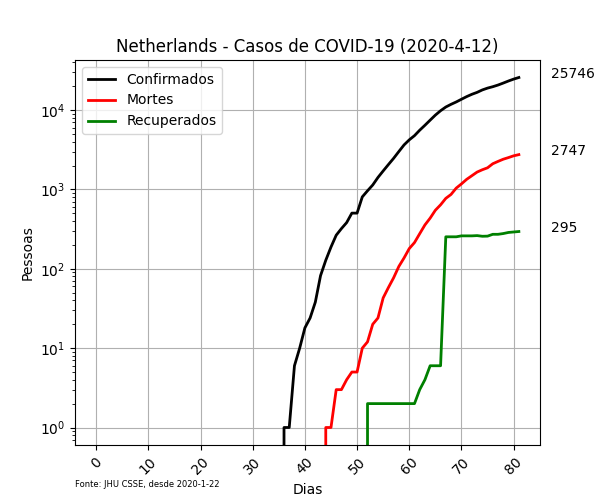 Netherlands - Casos de COVID-19 (2020-4-12)
Confirmados
Mortes
Recuperados
25746
2747
295
Pessoas
10⁴
10³
10²
10¹
10⁰
0 10 20 30 40 50 60 70 80
Dias
Fonte: JHU CSSE, desde 2020-1-22